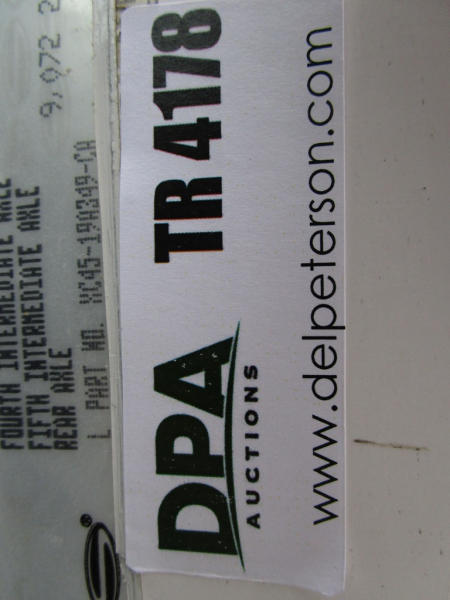 FOURTH INTERMEDIATE AXLE
FIFTH INTERMEDIATE AXLE
REAR AXLE
9,072 2
L PART NO. XC45-19A349-CA
®
DPA
AUCTIONS
TR 4178
www.delpeterson.com